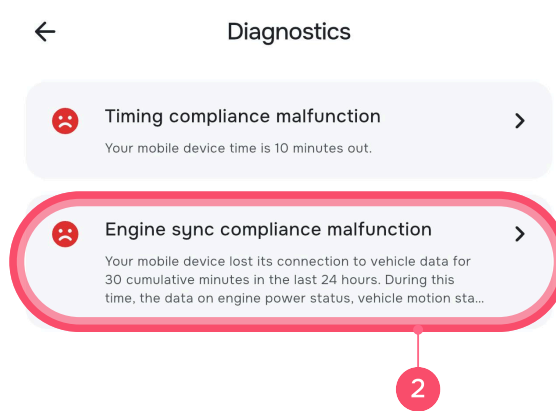 Diagnostics
Timing compliance malfunction
Your mobile device time is 10 minutes out.
Engine sync compliance malfunction
Your mobile device lost its connection to vehicle data for
30 cumulative minutes in the last 24 hours. During this
time, the data on engine power status, vehicle motion sta...
2